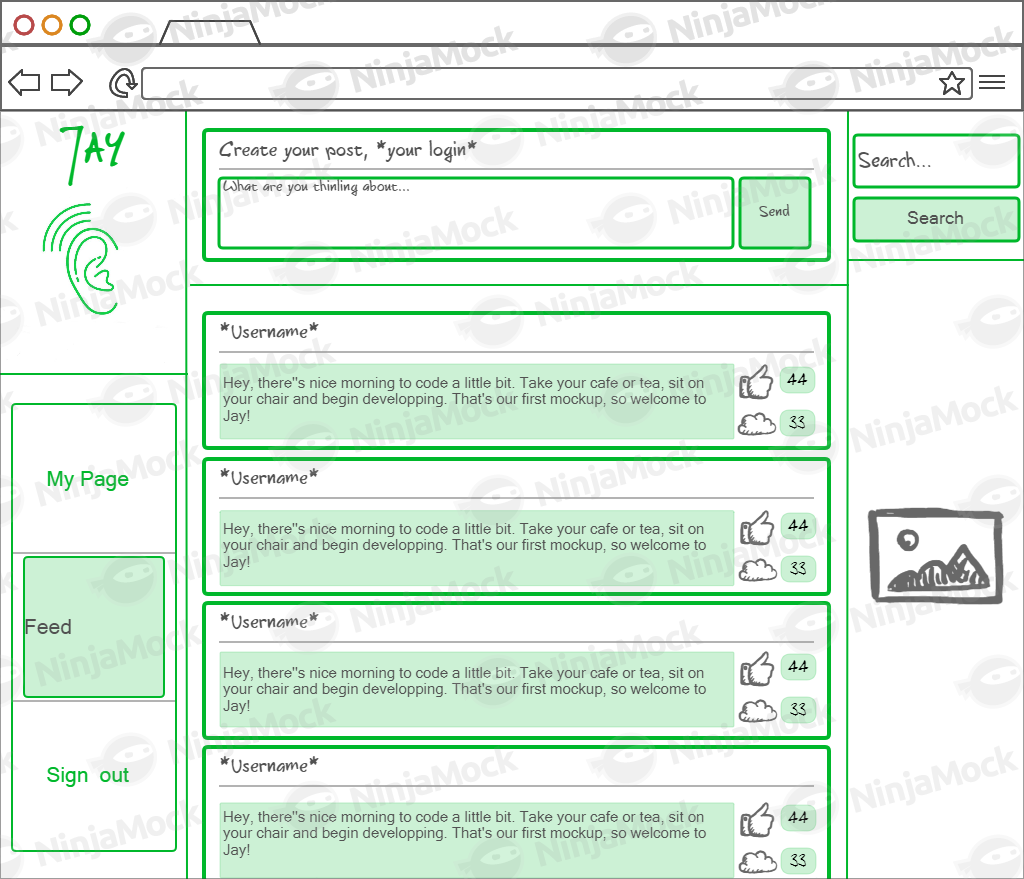 JAY
Create your post, *your login*
What are you thinling about...
Send
Search...
Search
My Page
Feed
Sign out
*Username*
Hey, there"s nice morning to code a little bit. Take your cafe or tea, sit on
your chair and begin developping. That's our first mockup, so welcome to
Jay!
44
33
*Username*
Hey, there"s nice morning to code a little bit. Take your cafe or tea, sit on
your chair and begin developping. That's our first mockup, so welcome to
Jay!
44
33
*Username*
Hey, there"s nice morning to code a little bit. Take your cafe or tea, sit on
your chair and begin developping. That's our first mockup, so welcome to
Jay!
44
33
*Username*
Hey, there"s nice morning to code a little bit. Take your cafe or tea, sit on
your chair and begin developping. That's our first mockup, so welcome to
Jay!
44
33
NinjaMock